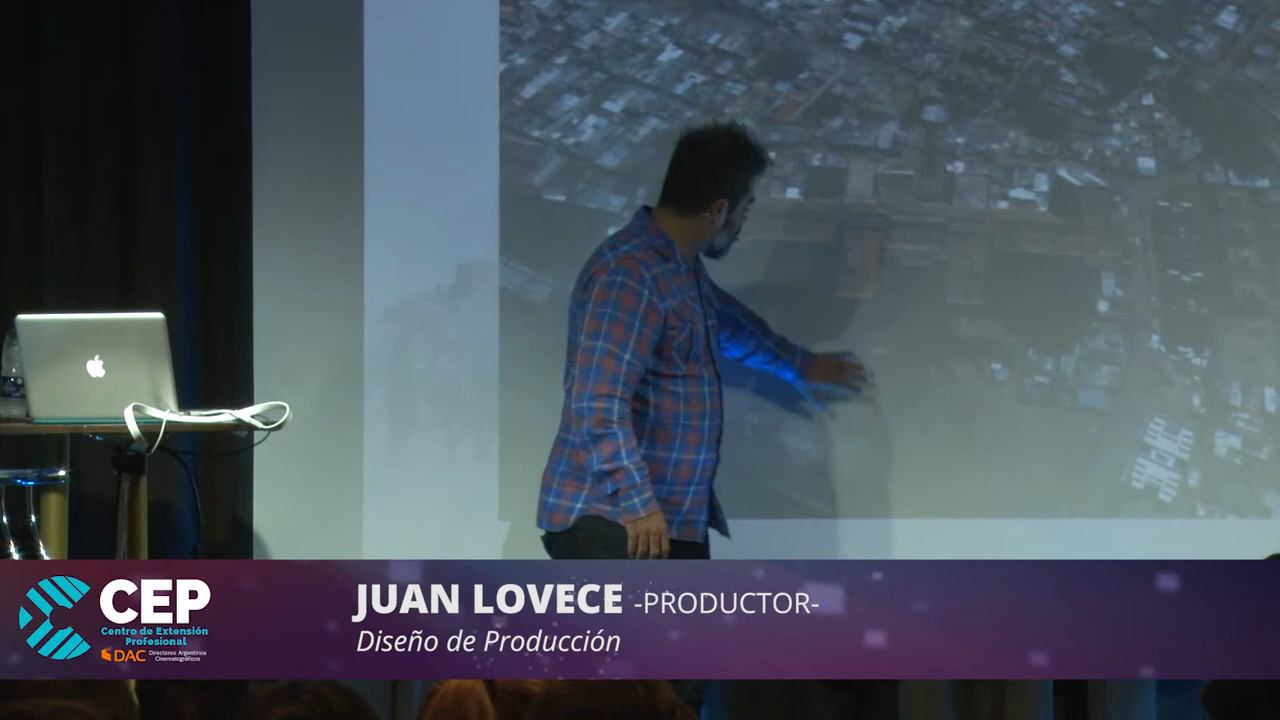 CEP
Centro de Extensión
Profesional
DAC Directores Argentinos
Cinematográficos
JUAN LOVECE -PRODUCTOR-
Diseño de Producción